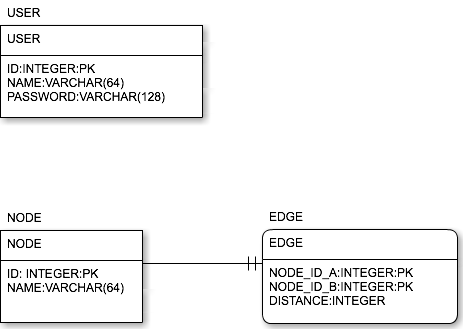 USER
USER
ID:INTEGER:PK
NAME:VARCHAR(64)
PASSWORD:VARCHAR(128)
NODE
NODE
ID: INTEGER:PK
NAME:VARCHAR(64)
EDGE
EDGE
NODE_ID_A:INTEGER:PK
NODE_ID_B:INTEGER:PK
DISTANCE:INTEGER